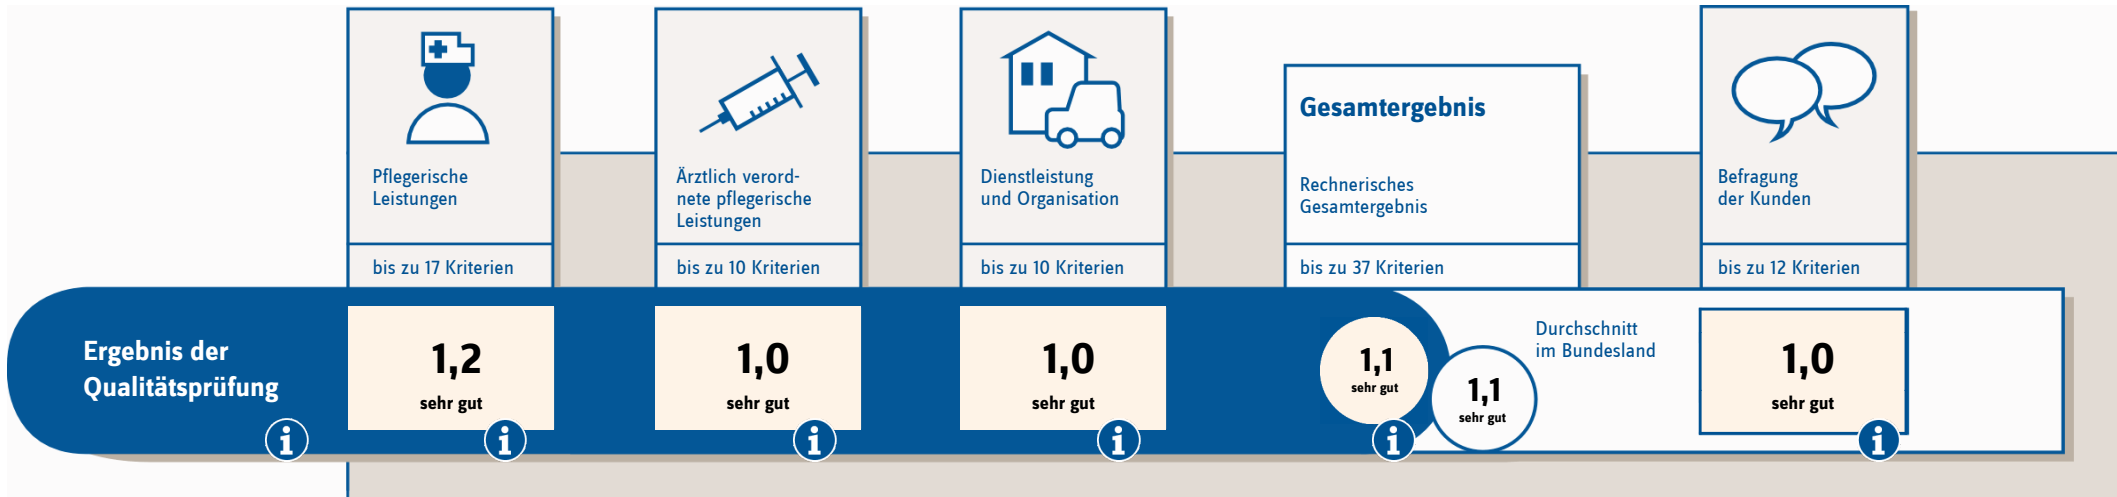 Pflegerische
Leistungen
bis zu 17 Kriterien
Ärztlich verord-
nete pflegerische
Leistungen
bis zu 10 Kriterien
Dienstleistung
und Organisation
bis zu 10 Kriterien
Gesamtergebnis
Rechnerisches
Gesamtergebnis
bis zu 37 Kriterien
Befragung
der Kunden
bis zu 12 Kriterien
Ergebnis der
Qualitätsprüfung
i
1,2
sehr gut
i
1,0
sehr gut
i
1,0
sehr gut
i
1,1
sehr gut
i
1,1
sehr gut
Durchschnitt
im Bundesland
1,0
sehr gut
i